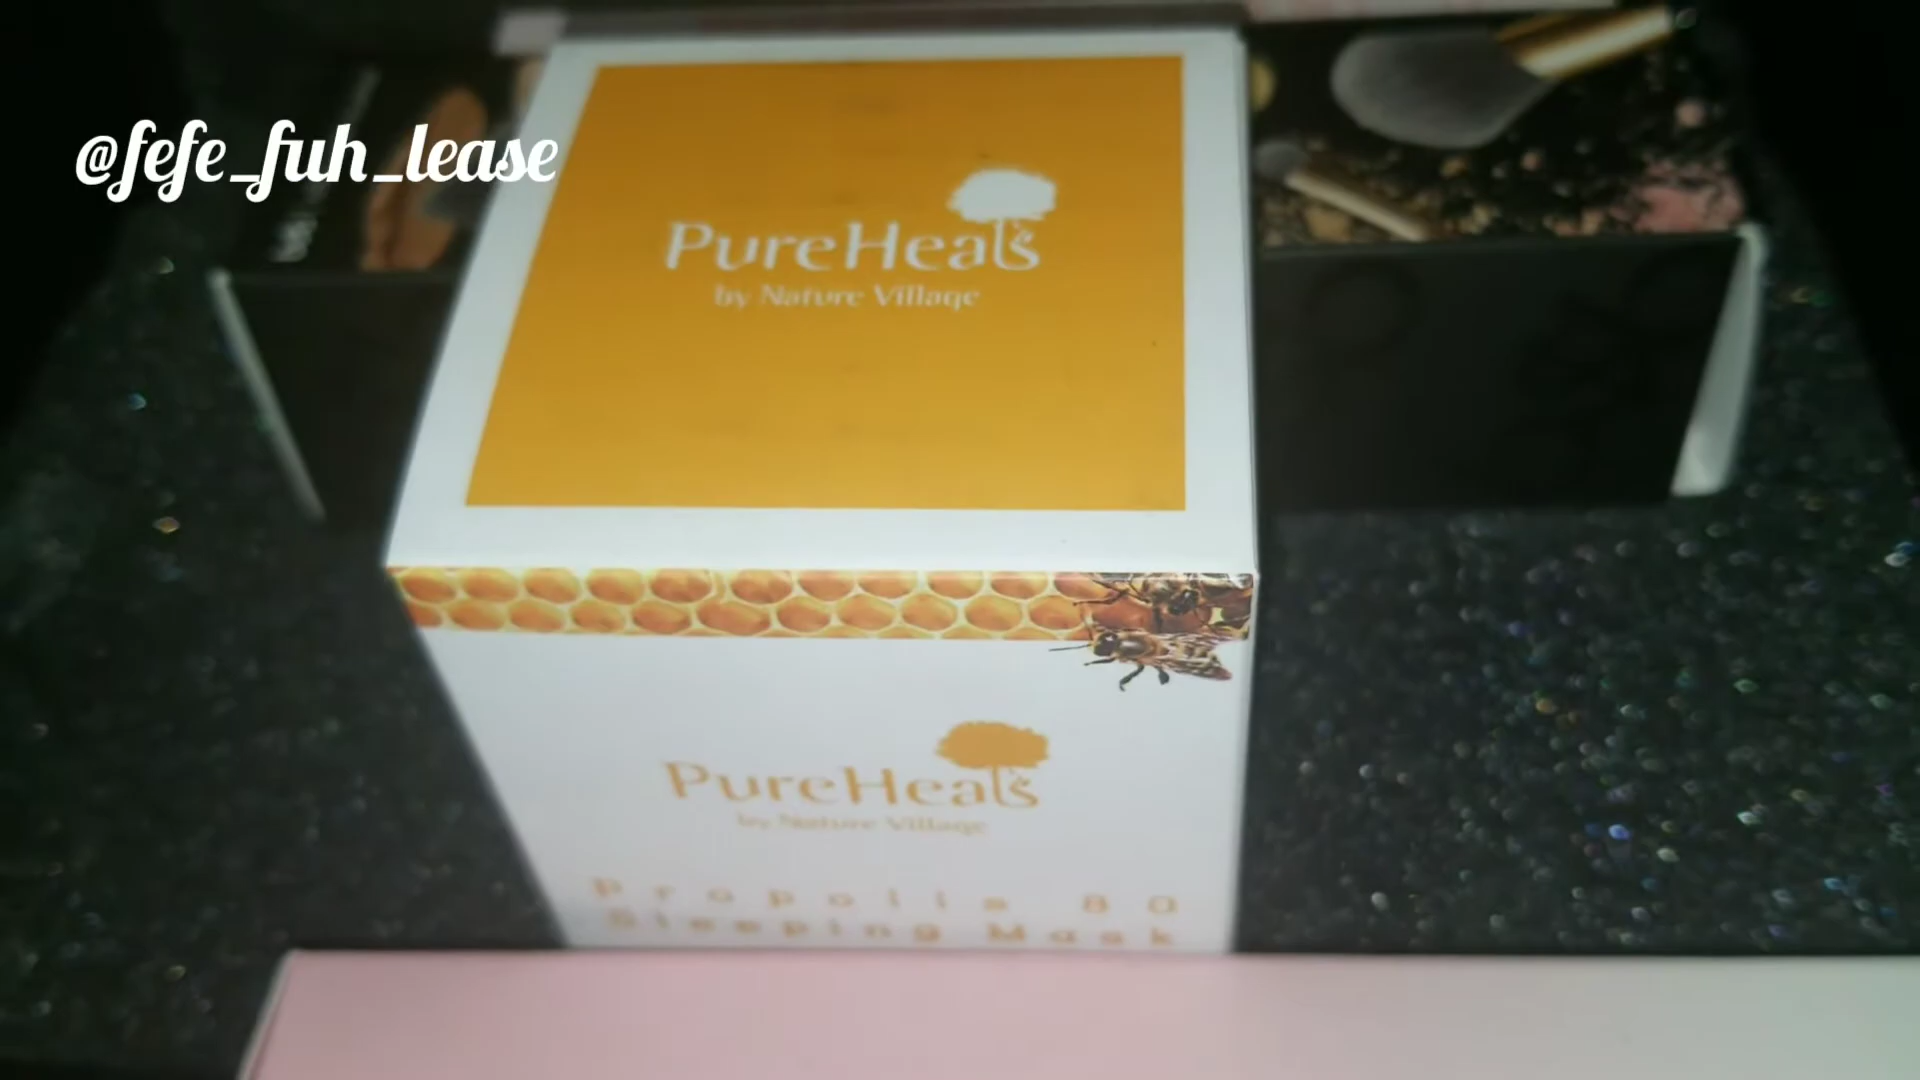 @fefe_fuh_lease
PureHeals
by Nature Village
PureHeals
by Nature Village
Propolis 80
Sleeping Mask